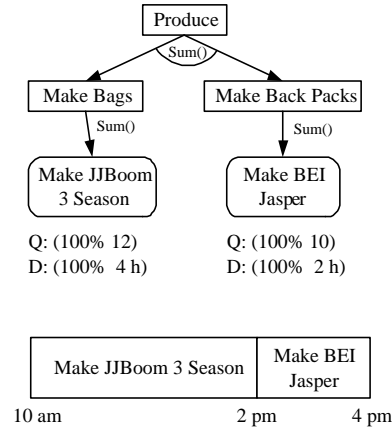 Produce
Sum()
Make Bags
Make Back Packs
Sum()
Sum()
Make JJBoom
3 Season
Make BEI
Jasper
Q: (100% 12)
D: (100% 4 h)
Q: (100% 10)
D: (100% 2 h)
Make JJBoom 3 Season
Make BEI
Jasper
10 am
2 pm
4 pm